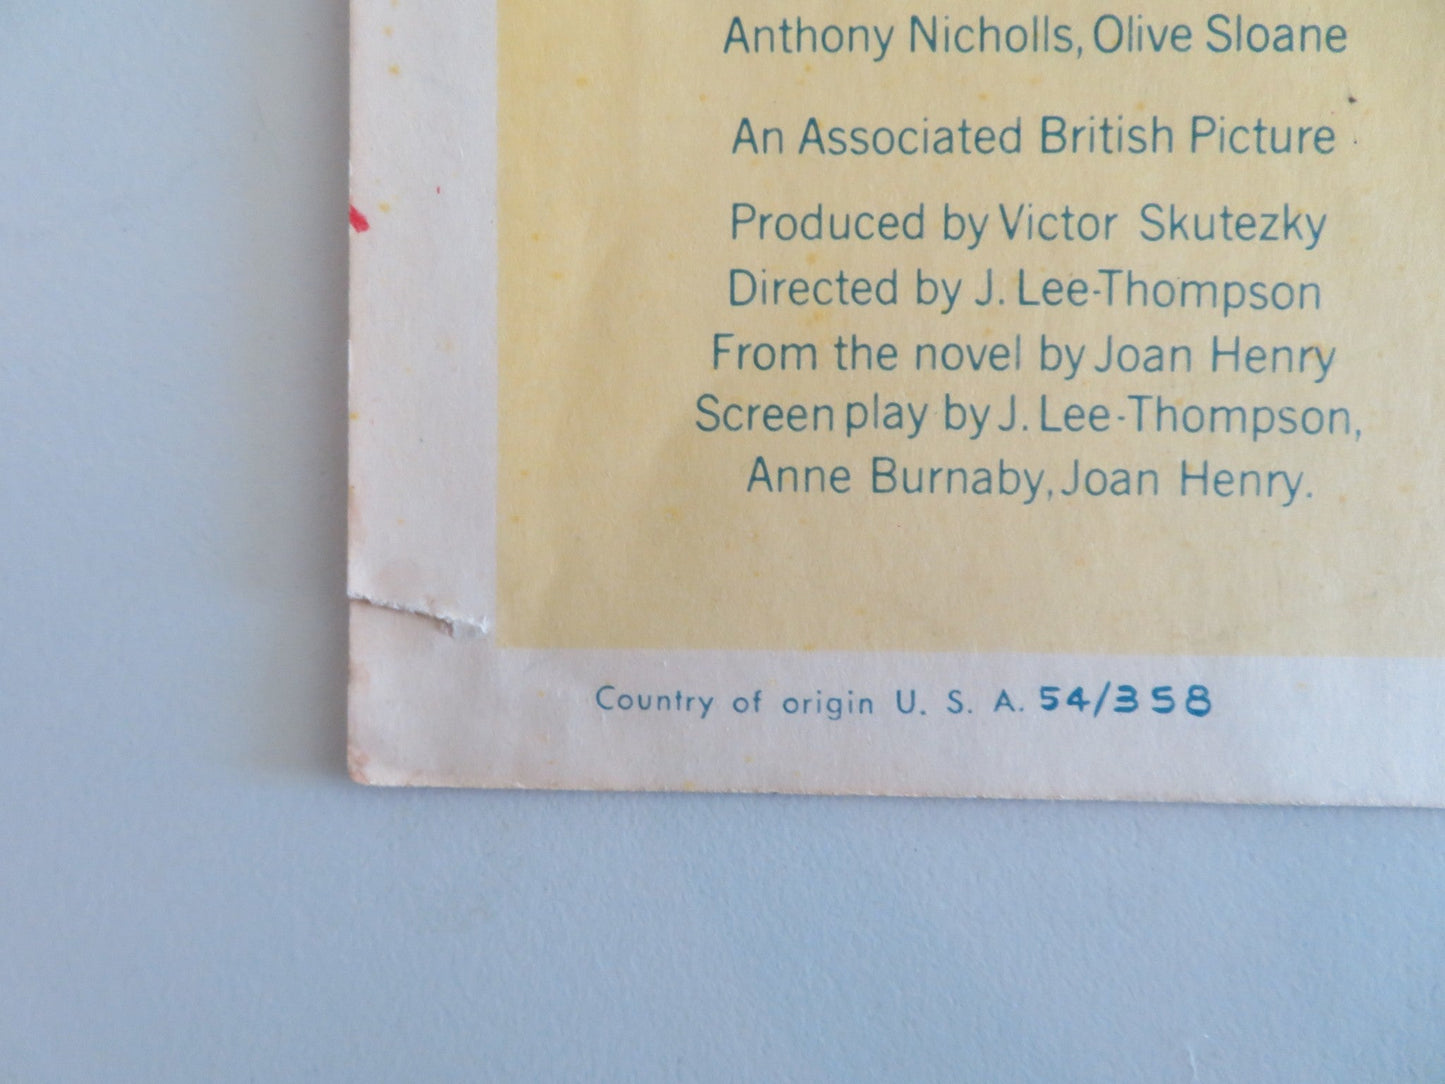 Anthony Nicholls, Olive Sloane
An Associated British Picture
Produced by Victor Skutezky
Directed by J. Lee-Thompson
From the novel by Joan Henry
Screen play by J. Lee-Thompson,
Anne Burnaby, Joan Henry.
Country of origin U. S. A. 54/358